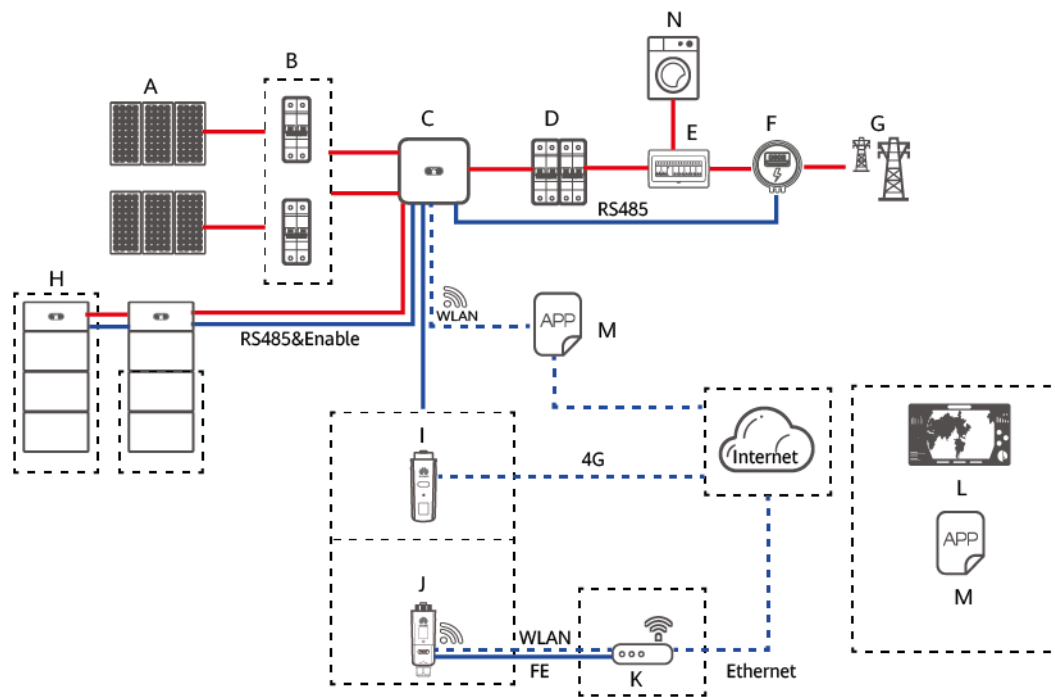 N
B
A
C
D
E
F
G
RS485
H
WLAN
APP
M
RS485&Enable
I
4G
Internet
L
APP
M
J
WLAN
FE
K
Ethernet